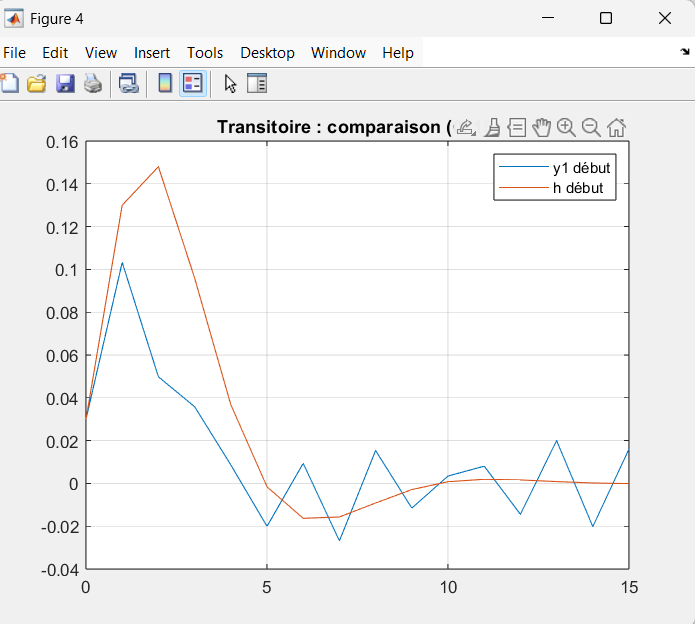 Figure 4
File Edit View Insert Tools Desktop Window Help
Transitoire : comparaison (
y1 début
h début
0.16
0.14
0.12
0.1
0.08
0.06
0.04
0.02
0
-0.02
-0.04
0 5 10 15